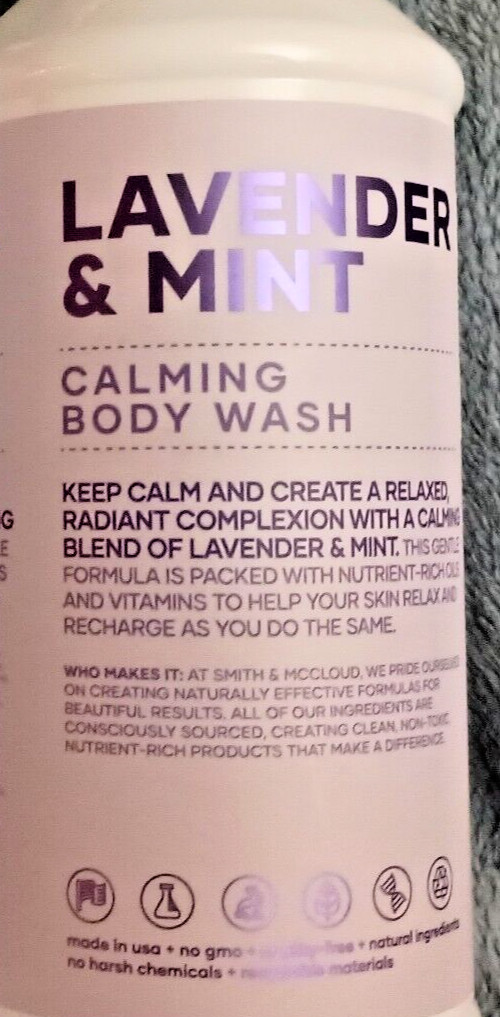 LAVENDER
& MINT
CALMING
BODY WASH
KEEP CALM AND CREATE A RELAXED,
RADIANT COMPLEXION WITH A CALMING
BLEND OF LAVENDER & MINT. THIS GENTLE
FORMULA IS PACKED WITH NUTRIENT-RICH OILS
AND VITAMINS TO HELP YOUR SKIN RELAX AND
RECHARGE AS YOU DO THE SAME.
WHO MAKES IT: AT SMITH & MCCLOUD, WE PRIDE OURSELVES
ON CREATING NATURALLY EFFECTIVE FORMULAS FOR
BEAUTIFUL RESULTS. ALL OF OUR INGREDIENTS ARE
CONSCIOUSLY SOURCED, CREATING CLEAN, NON-TOXIC
NUTRIENT-RICH PRODUCTS THAT MAKE A DIFFERENCE.
made in usa + no gmo + free + natural ingredients
no harsh chemicals + materials